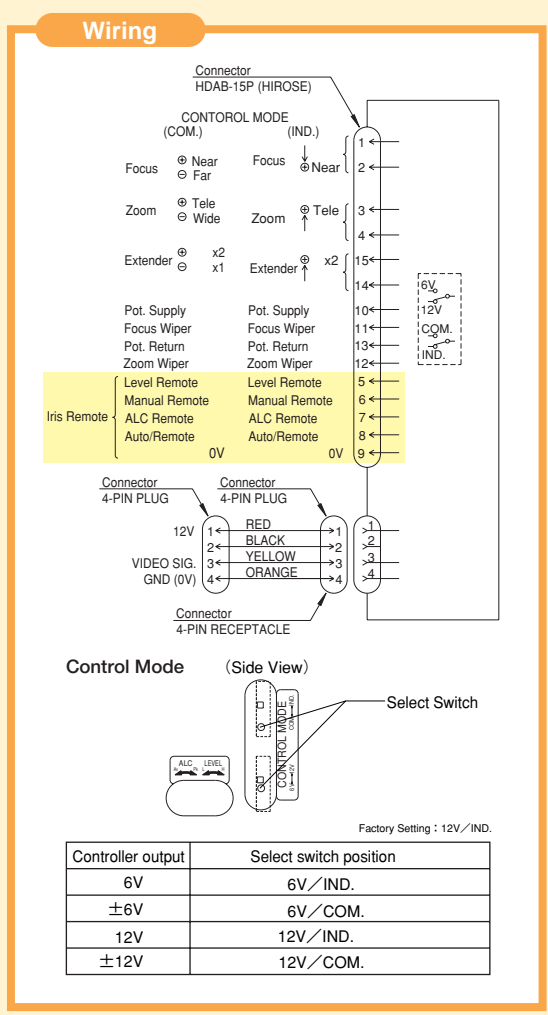 Wiring
Connector
HDAB-15P (HIROSE)
CONTOROL MODE
(COM.) (IND.)
Focus ⊕ Near Focus 1
⊖ Far ⊕ Near 2
Zoom ⊕ Tele Zoom ⊕ Tele 3
⊖ Wide 4
Extender ⊕ x2 Extender ⊕ x2 15
⊖ x1 14
6V
12V
COM.
IND.
Pot. Supply Pot. Supply 10
Focus Wiper Focus Wiper 11
Pot. Return Pot. Return 13
Zoom Wiper Zoom Wiper 12
Iris Remote
Level Remote Level Remote 5
Manual Remote Manual Remote 6
ALC Remote ALC Remote 7
Auto/Remote Auto/Remote 8
0V 0V 9
Connector Connector
4-PIN PLUG 4-PIN PLUG
12V 1 RED 1 1
2 BLACK 2 2
VIDEO SIG. 3 YELLOW 3 3
GND (0V) 4 ORANGE 4 4
Connector
4-PIN RECEPTACLE
Control Mode (Side View)
Select Switch
CONTROL MODE
COM. IND.
6V 12V
ALC LEVEL
Av Pk L H
Factory Setting : 12V/IND.
Controller output Select switch position
6V 6V/IND.
±6V 6V/COM.
12V 12V/IND.
±12V 12V/COM.